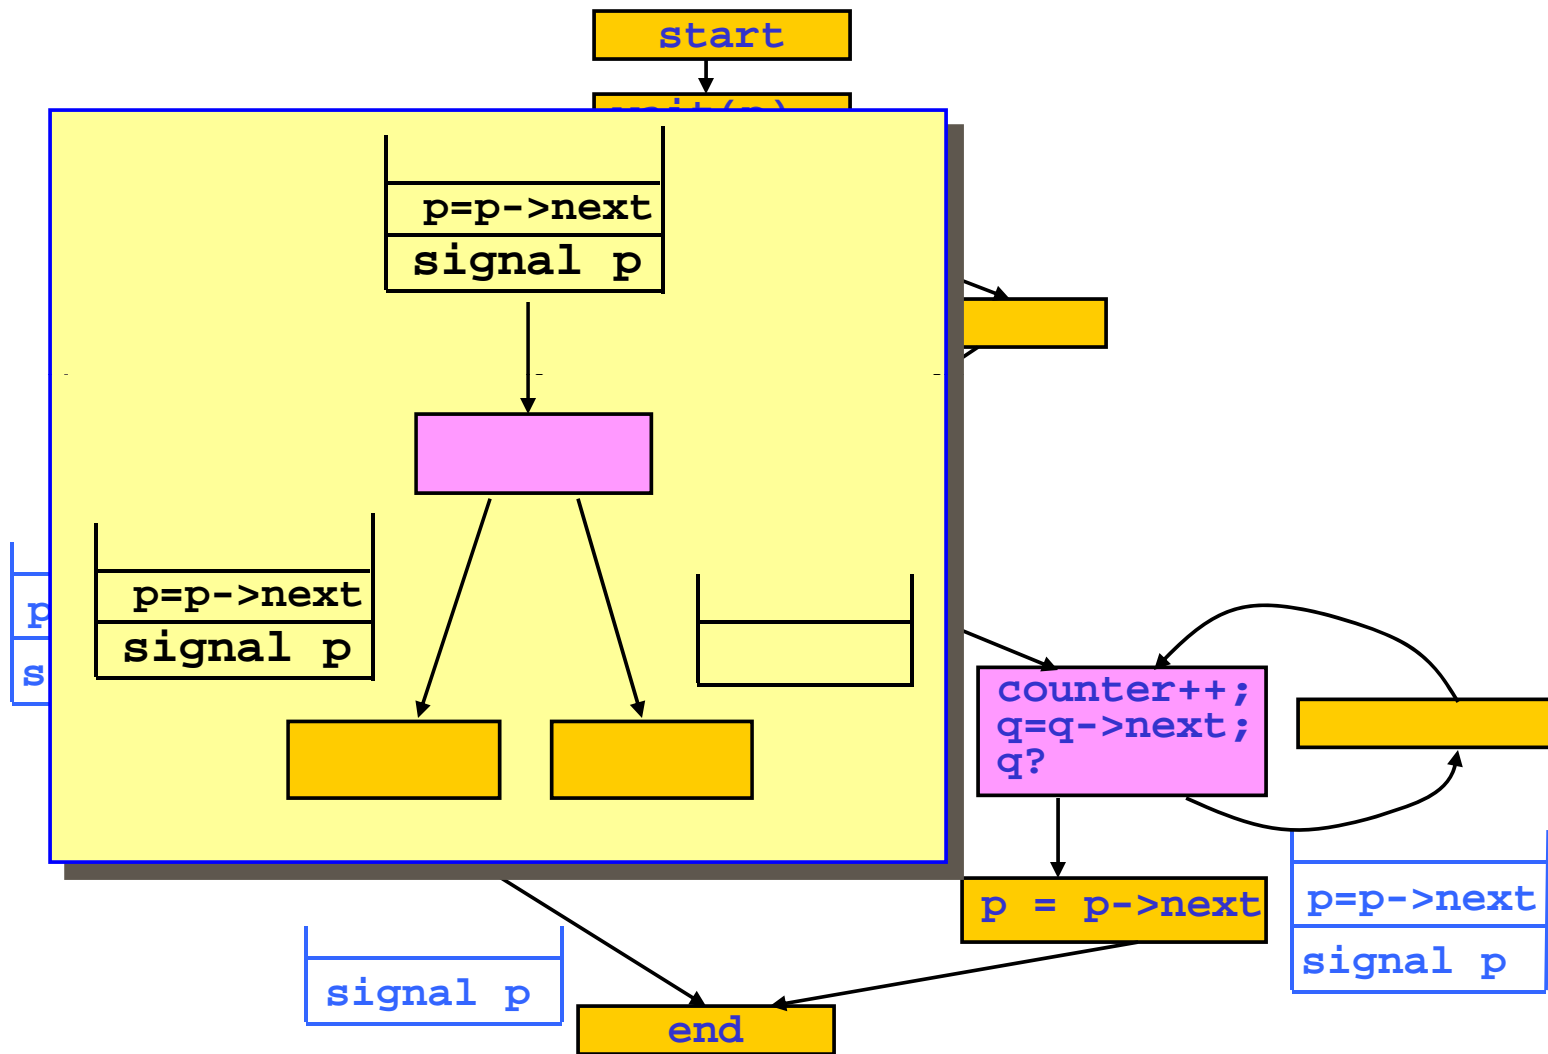 start
p=p->next
signal p
p=p->next
signal p
p
s
counter++;
q=q->next;
q?
p = p->next
p=p->next
signal p
signal p
end